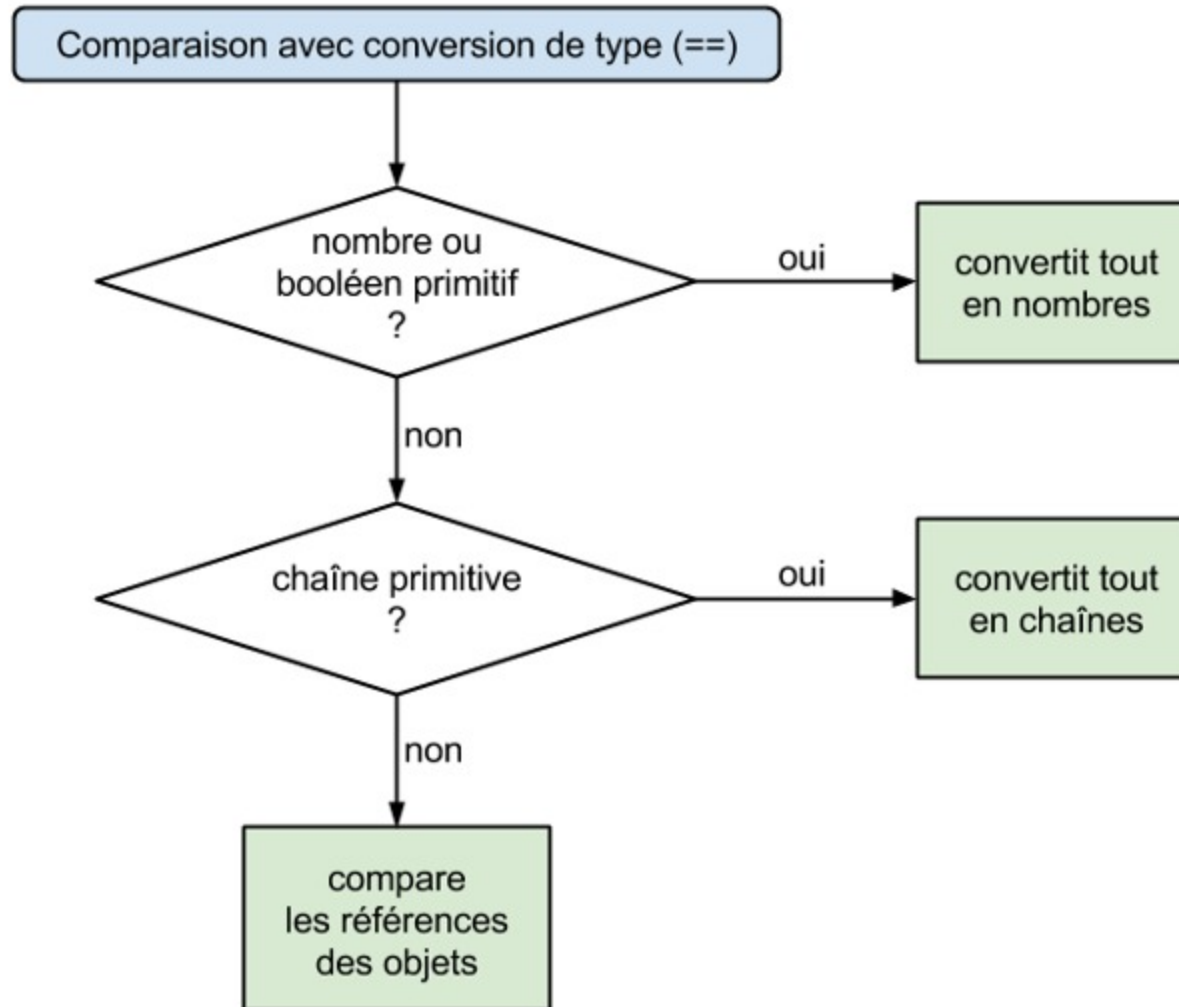 Comparaison avec conversion de type (==)
nombre ou
booléen primitif
?
oui
convertit tout
en nombres
non
chaîne primitive
?
oui
convertit tout
en chaînes
non
compare
les références
des objets